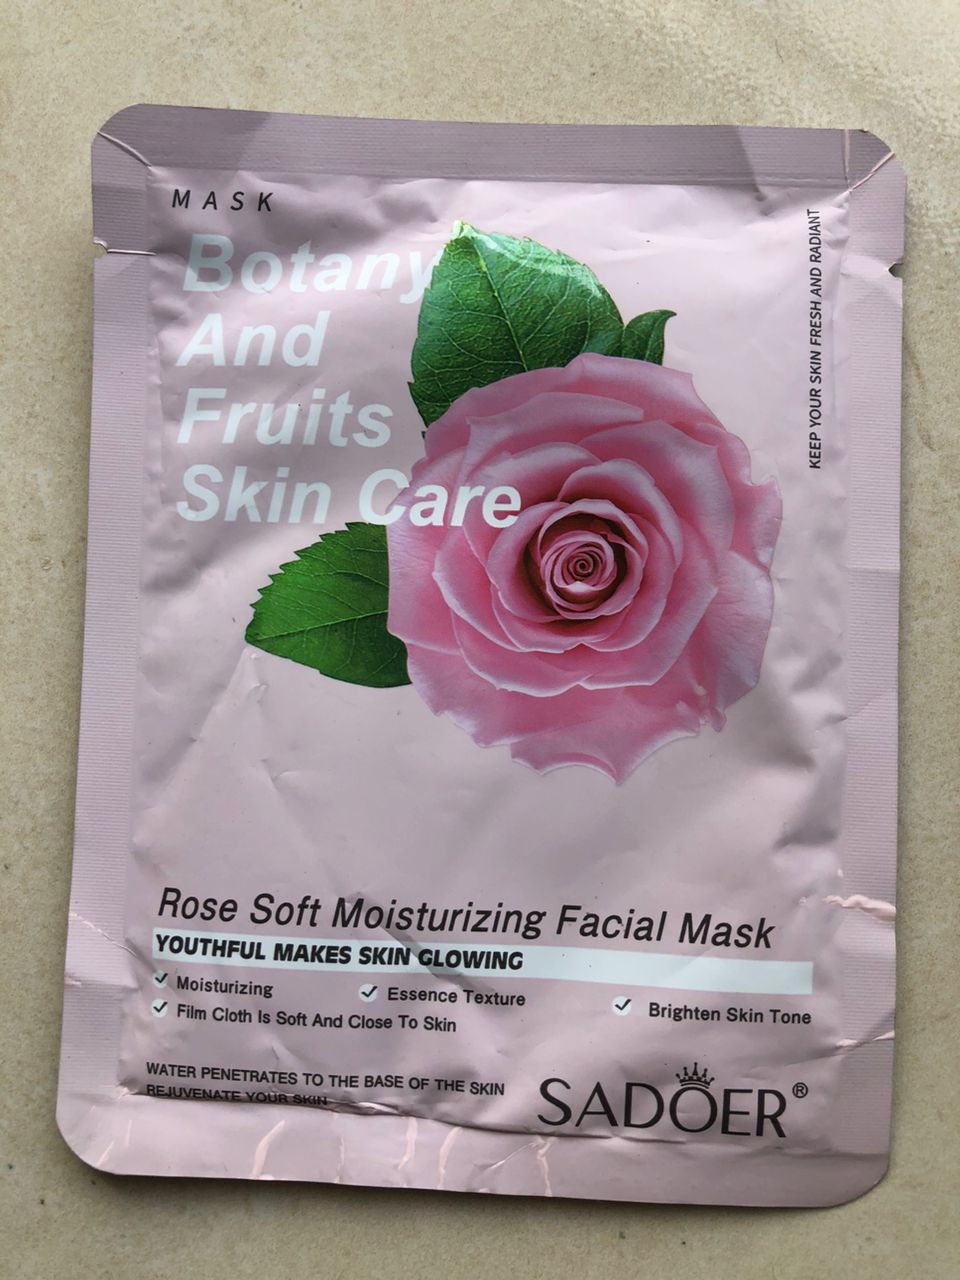 MASK
Botany
And
Fruits
Skin Care
KEEP YOUR SKIN FRESH AND RADIANT
Rose Soft Moisturizing Facial Mask
YOUTHFUL MAKES SKIN GLOWING
Moisturizing
Essence Texture
Brighten Skin Tone
Film Cloth Is Soft And Close To Skin
WATER PENETRATES TO THE BASE OF THE SKIN
REJUVENATE YOUR SKIN
SADOER®